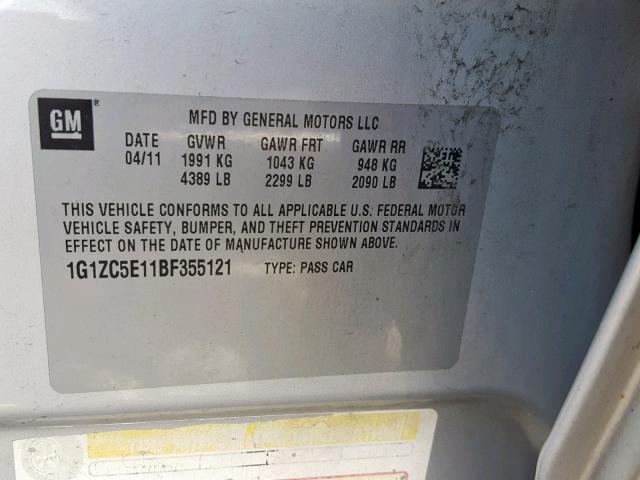 GM®
MFD BY GENERAL MOTORS LLC
DATE GVWR GAWR FRT GAWR RR
04/11 1991 KG 1043 KG 948 KG
4389 LB 2299 LB 2090 LB
THIS VEHICLE CONFORMS TO ALL APPLICABLE U.S. FEDERAL MOTOR
VEHICLE SAFETY, BUMPER, AND THEFT PREVENTION STANDARDS IN
EFFECT ON THE DATE OF MANUFACTURE SHOWN ABOVE.
1G1ZC5E11BF355121 TYPE: PASS CAR